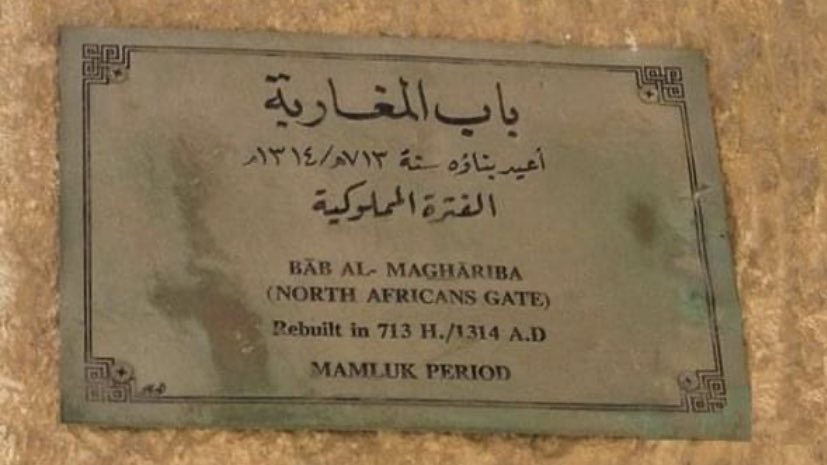 باب المغاربة
أعيد بناؤه سنة ٧١٣هـ/١٣١٤م
الفترة المملوكية
BĀB AL- MAGHĀRIBA
(NORTH AFRICANS GATE)
Rebuilt in 713 H./1314 A.D
MAMLUK PERIOD